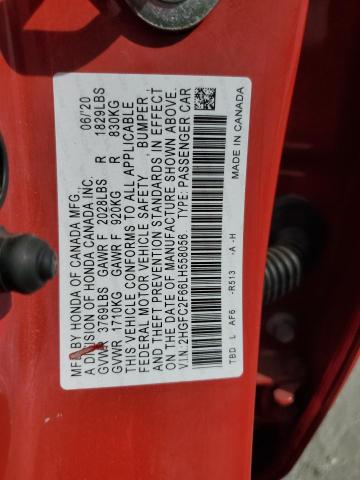 MFD BY HONDA OF CANADA MFG., 06/20
A DIVISION OF HONDA CANADA INC.
GVWR 3769LBS GAWR F 2028LBS R 1829LBS
GVWR 1710KG GAWR F 920KG R 830KG
THIS VEHICLE CONFORMS TO ALL APPLICABLE
FEDERAL MOTOR VEHICLE SAFETY, BUMPER,
AND THEFT PREVENTION STANDARDS IN EFFECT
ON THE DATE OF MANUFACTURE SHOWN ABOVE.
V.I.N.:2HGFC2F66LH558056 TYPE: PASSENGER CAR
TBD L AF6 -R513 -A -H MADE IN CANADA